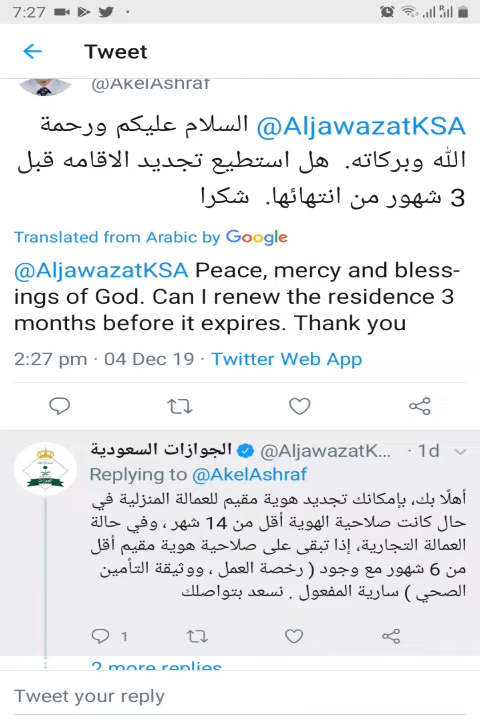 7:27
Tweet
@AkelAshraf
@AljawazatKSA السلام عليكم ورحمة
الله وبركاته. هل استطيع تجديد الاقامه قبل
3 شهور من انتهائها. شكرا
Translated from Arabic by Google
@AljawazatKSA Peace, mercy and bless-
ings of God. Can I renew the residence 3
months before it expires. Thank you
2:27 pm · 04 Dec 19 · Twitter Web App
الجوازات السعودية @AljawazatK... · 1d
Replying to @AkelAshraf
أهلًا بك، بإمكانك تجديد هوية مقيم للعمالة المنزلية في
حال كانت صلاحية الهوية أقل من 14 شهر ، وفي حالة
العمالة التجارية، إذا تبقى على صلاحية هوية مقيم أقل
من 6 شهور مع وجود ( رخصة العمل ، ووثيقة التأمين
الصحي ) سارية المفعول . نسعد بتواصلك
1
2 more replies
Tweet your reply